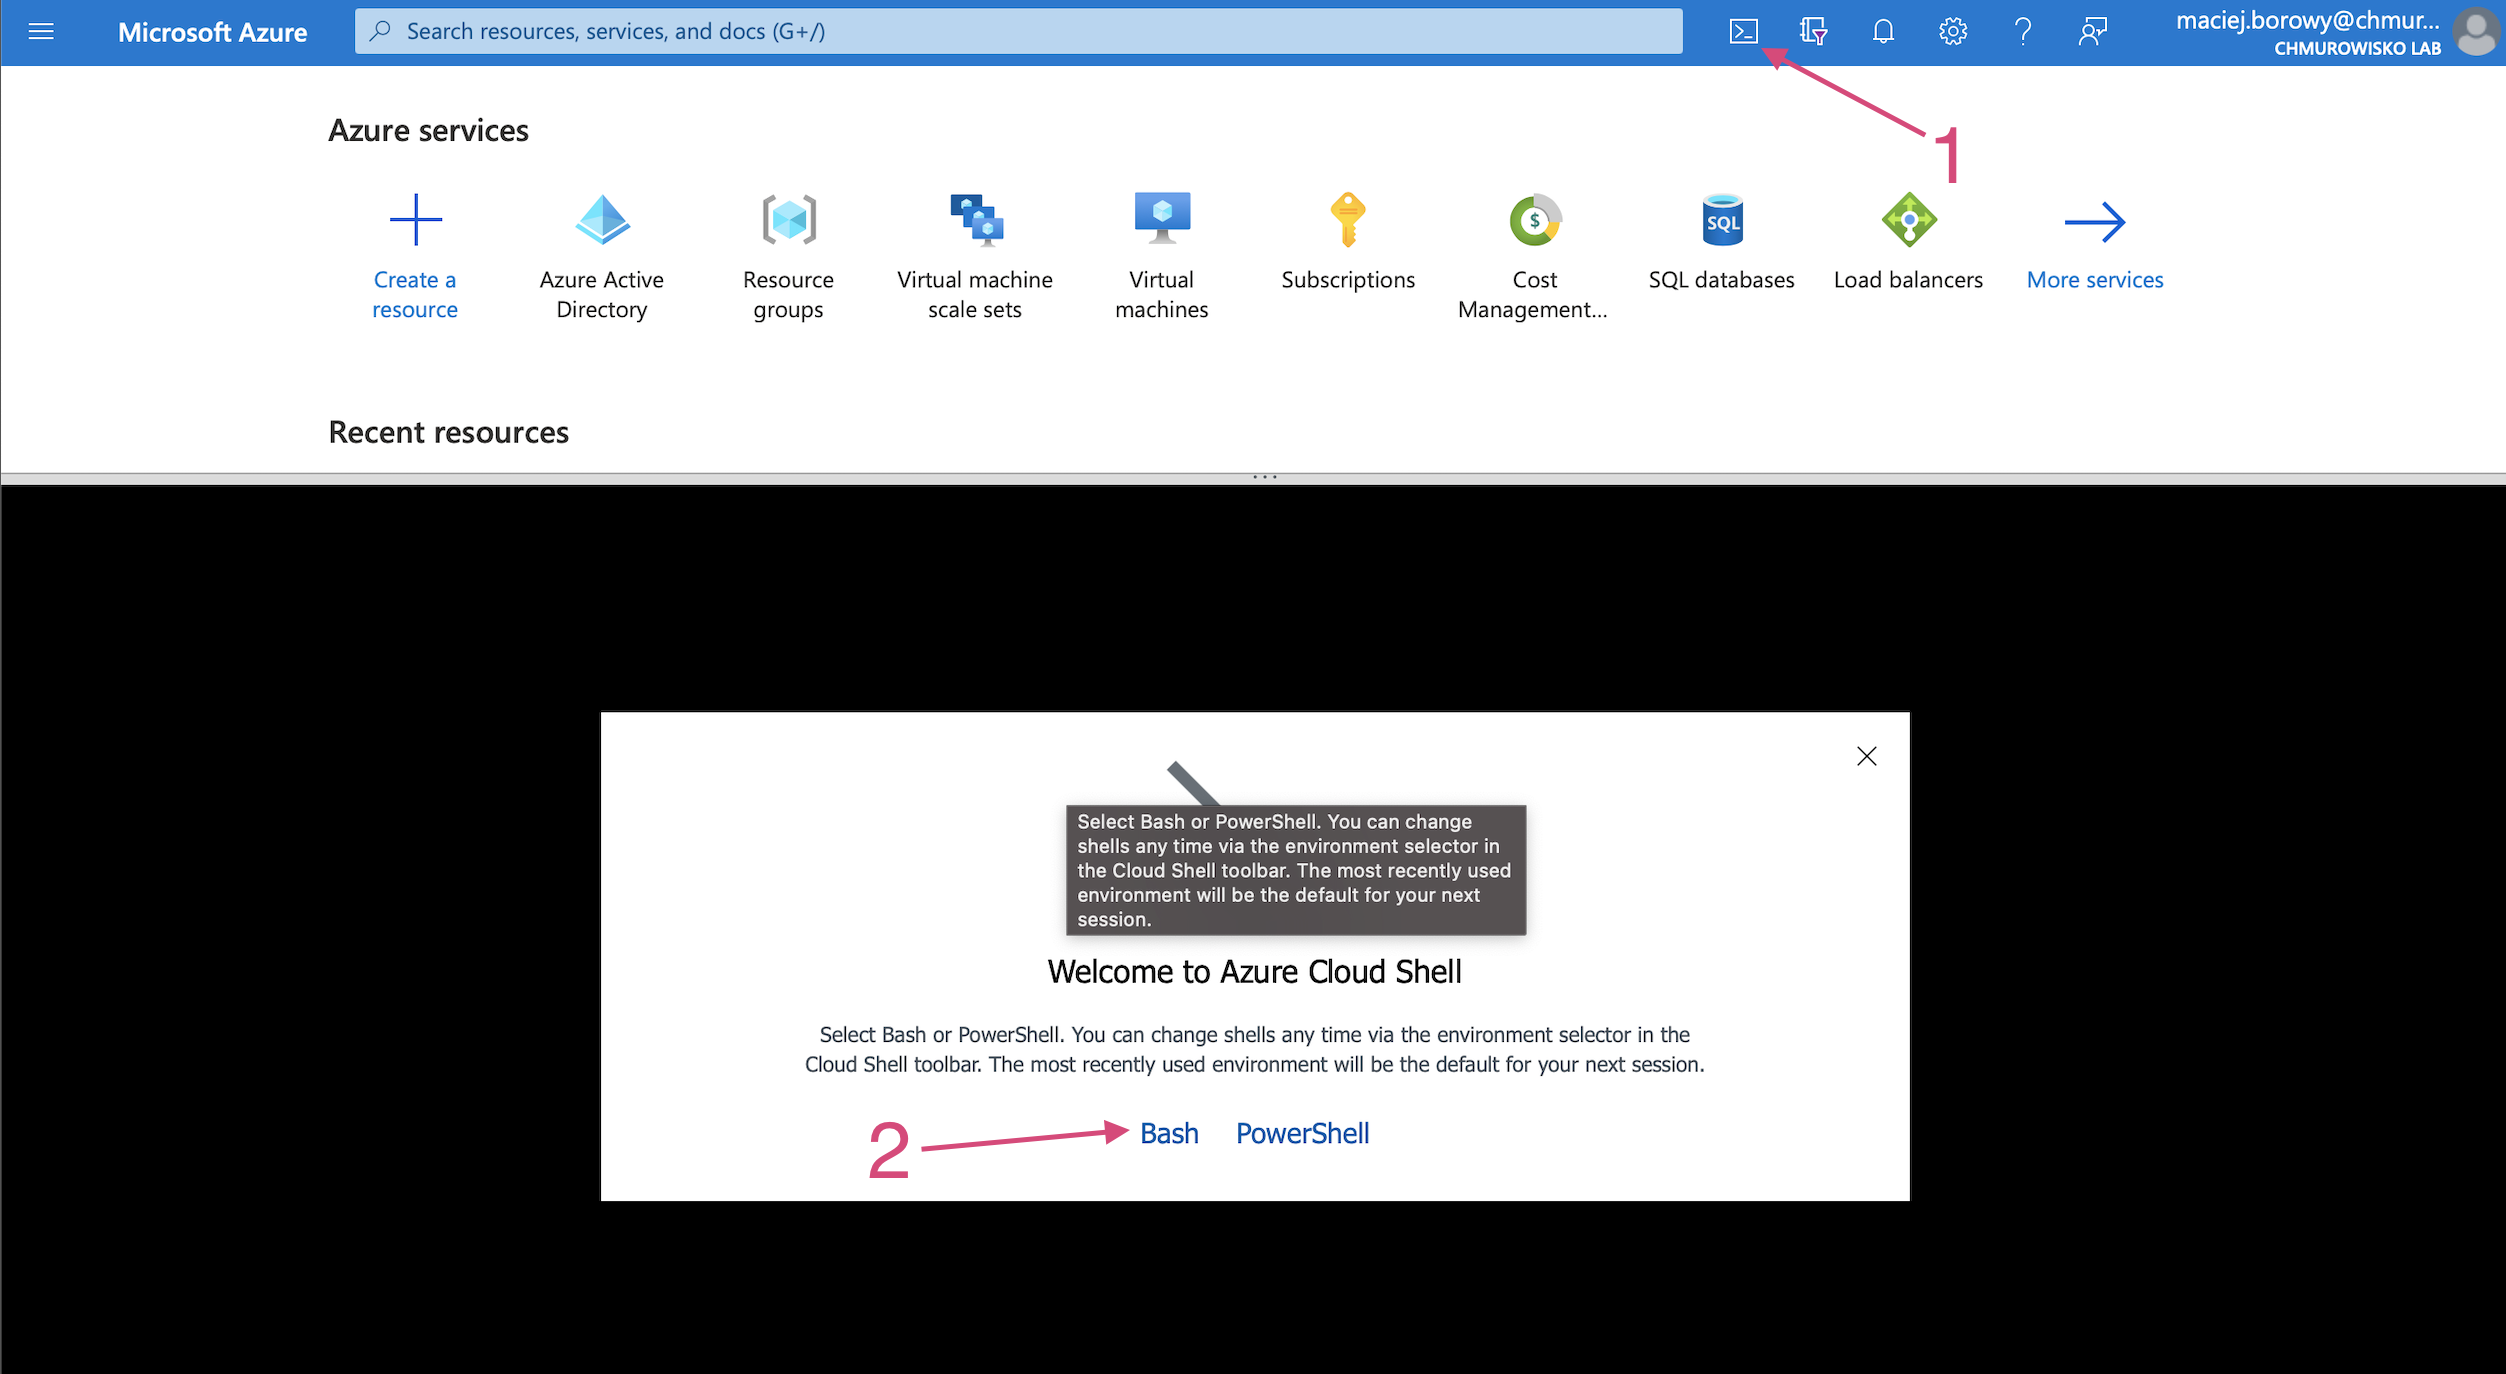 Microsoft Azure
Search resources, services, and docs (G+/)
maciej.borowy@chmur...
CHMUROWISKO LAB
1
Azure services
Create a
resource
Azure Active
Directory
Resource
groups
Virtual machine
scale sets
Virtual
machines
Subscriptions
$
Cost
Management...
SQL
SQL databases
Load balancers
More services
Recent resources
Select Bash or PowerShell. You can change
shells any time via the environment selector in
the Cloud Shell toolbar. The most recently used
environment will be the default for your next
session.
Welcome to Azure Cloud Shell
Select Bash or PowerShell. You can change shells any time via the environment selector in the
Cloud Shell toolbar. The most recently used environment will be the default for your next session.
2
Bash PowerShell